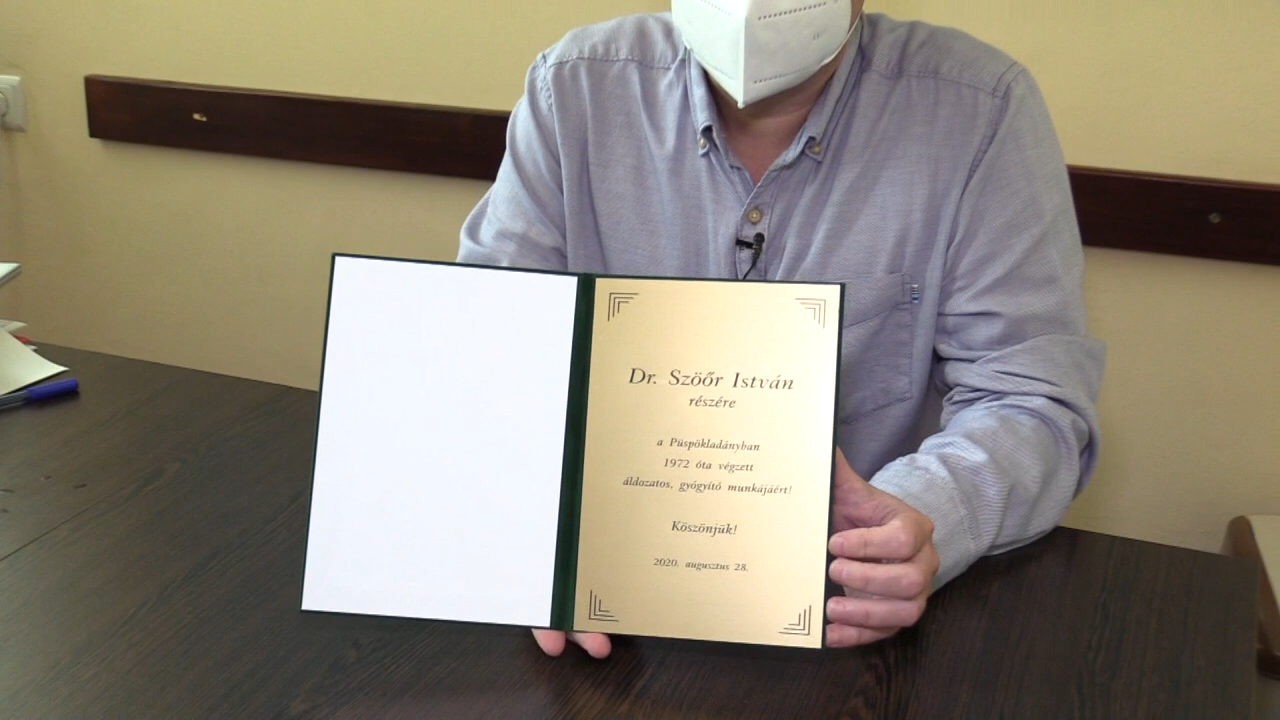 Dr. Szöőr István
részére
a Püspökladányban
1972 óta végzett
áldozatos, gyógyító munkájáért!
Köszönjük!
2020. augusztus 28.